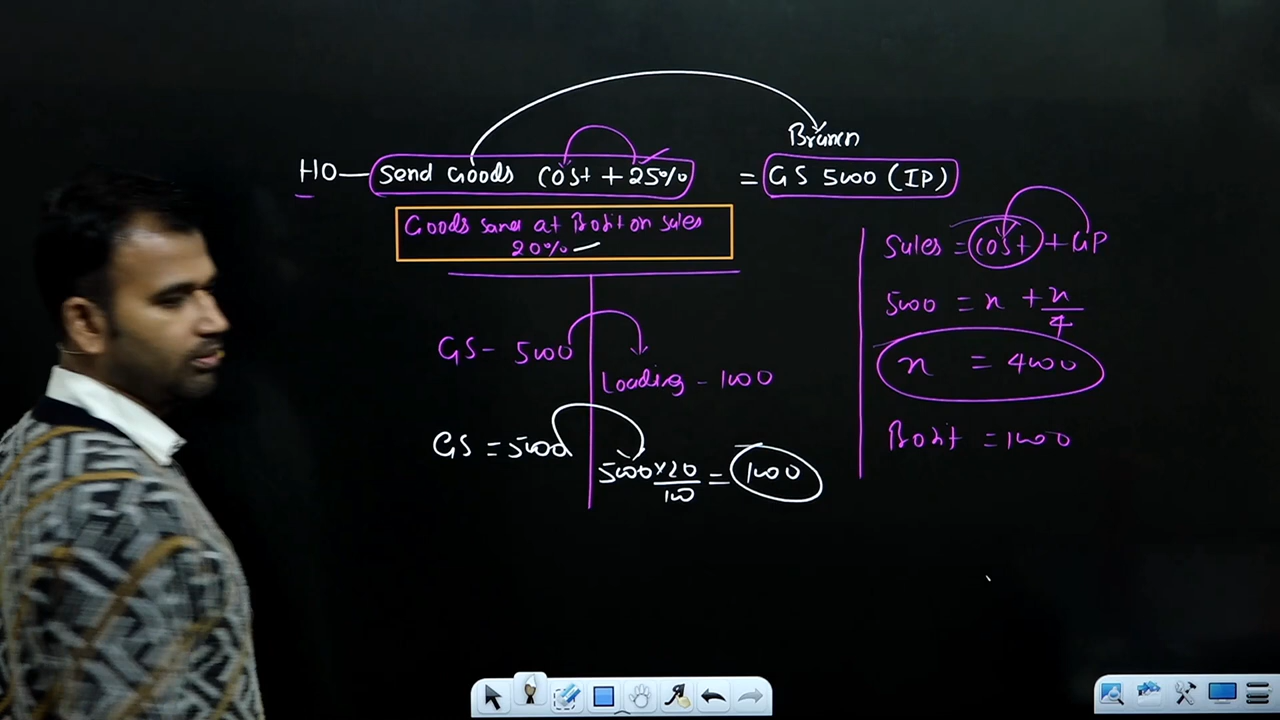 Branch
HO — Send Goods Cost + 25% = GS 5000 (IP)
Goods Send at Profit on Sales
20%
Sales = Cost + GP
5000 = x + x/4
GS - 5000
x = 4000
Loading - 1000
GS = 5000
Profit = 1000
5000 × 20/100 = 1000